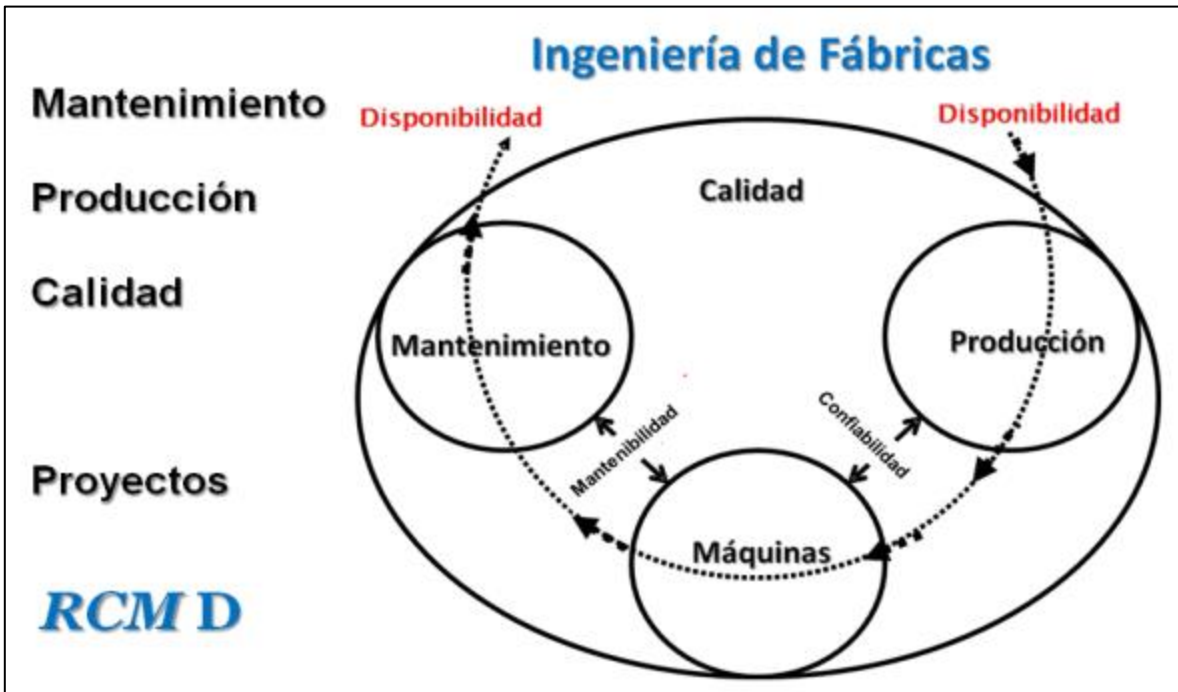 Ingeniería de Fábricas
Mantenimiento
Producción
Calidad
Proyectos
RCM D
Disponibilidad
Disponibilidad
Calidad
Mantenimiento
Producción
Mantenibilidad
Confiabilidad
Máquinas